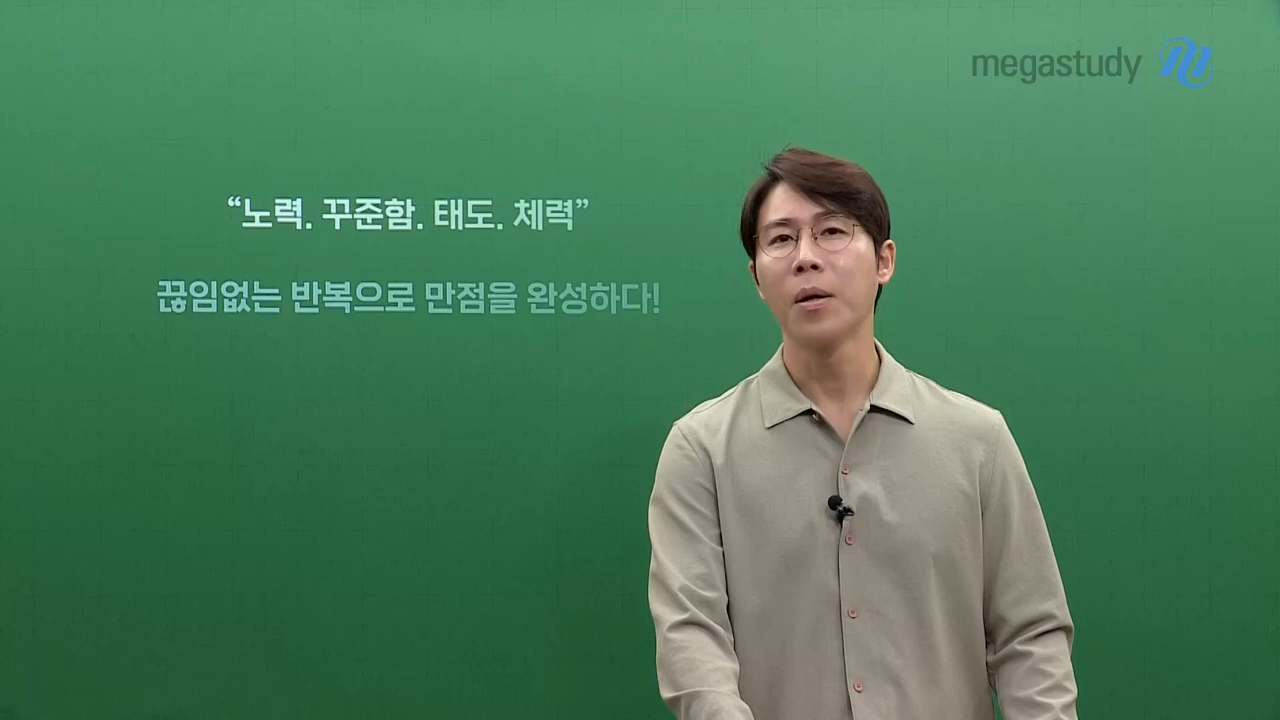 megastudy
“노력. 꾸준함. 태도. 체력”
끊임없는 반복으로 만점을 완성하다!